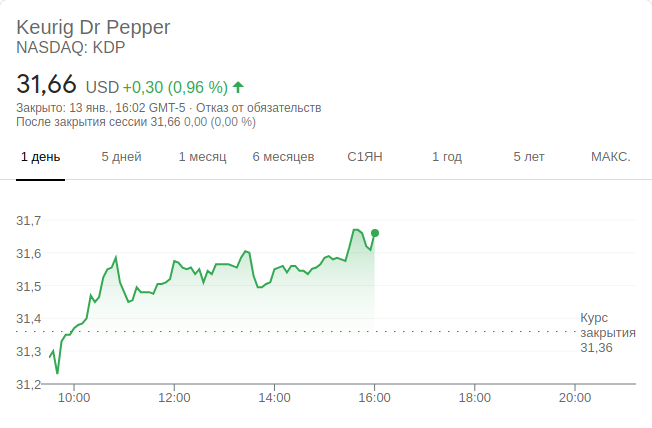 Keurig Dr Pepper
NASDAQ: KDP
31,66 USD +0,30 (0,96 %)
Закрыто: 13 янв., 16:02 GMT-5 · Отказ от обязательств
После закрытия сессии 31,66 0,00 (0,00 %)
1 день 5 дней 1 месяц 6 месяцев С1ЯН 1 год 5 лет МАКС.
31,7
31,6
31,5
31,4
31,3
31,2
Курс
закрытия
31,36
10:00 12:00 14:00 16:00 18:00 20:00